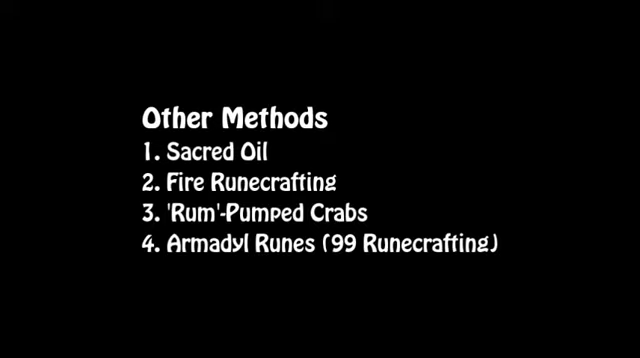 Other Methods
1. Sacred Oil
2. Fire Runecrafting
3. 'Rum'-Pumped Crabs
4. Armadyl Runes (99 Runecrafting)